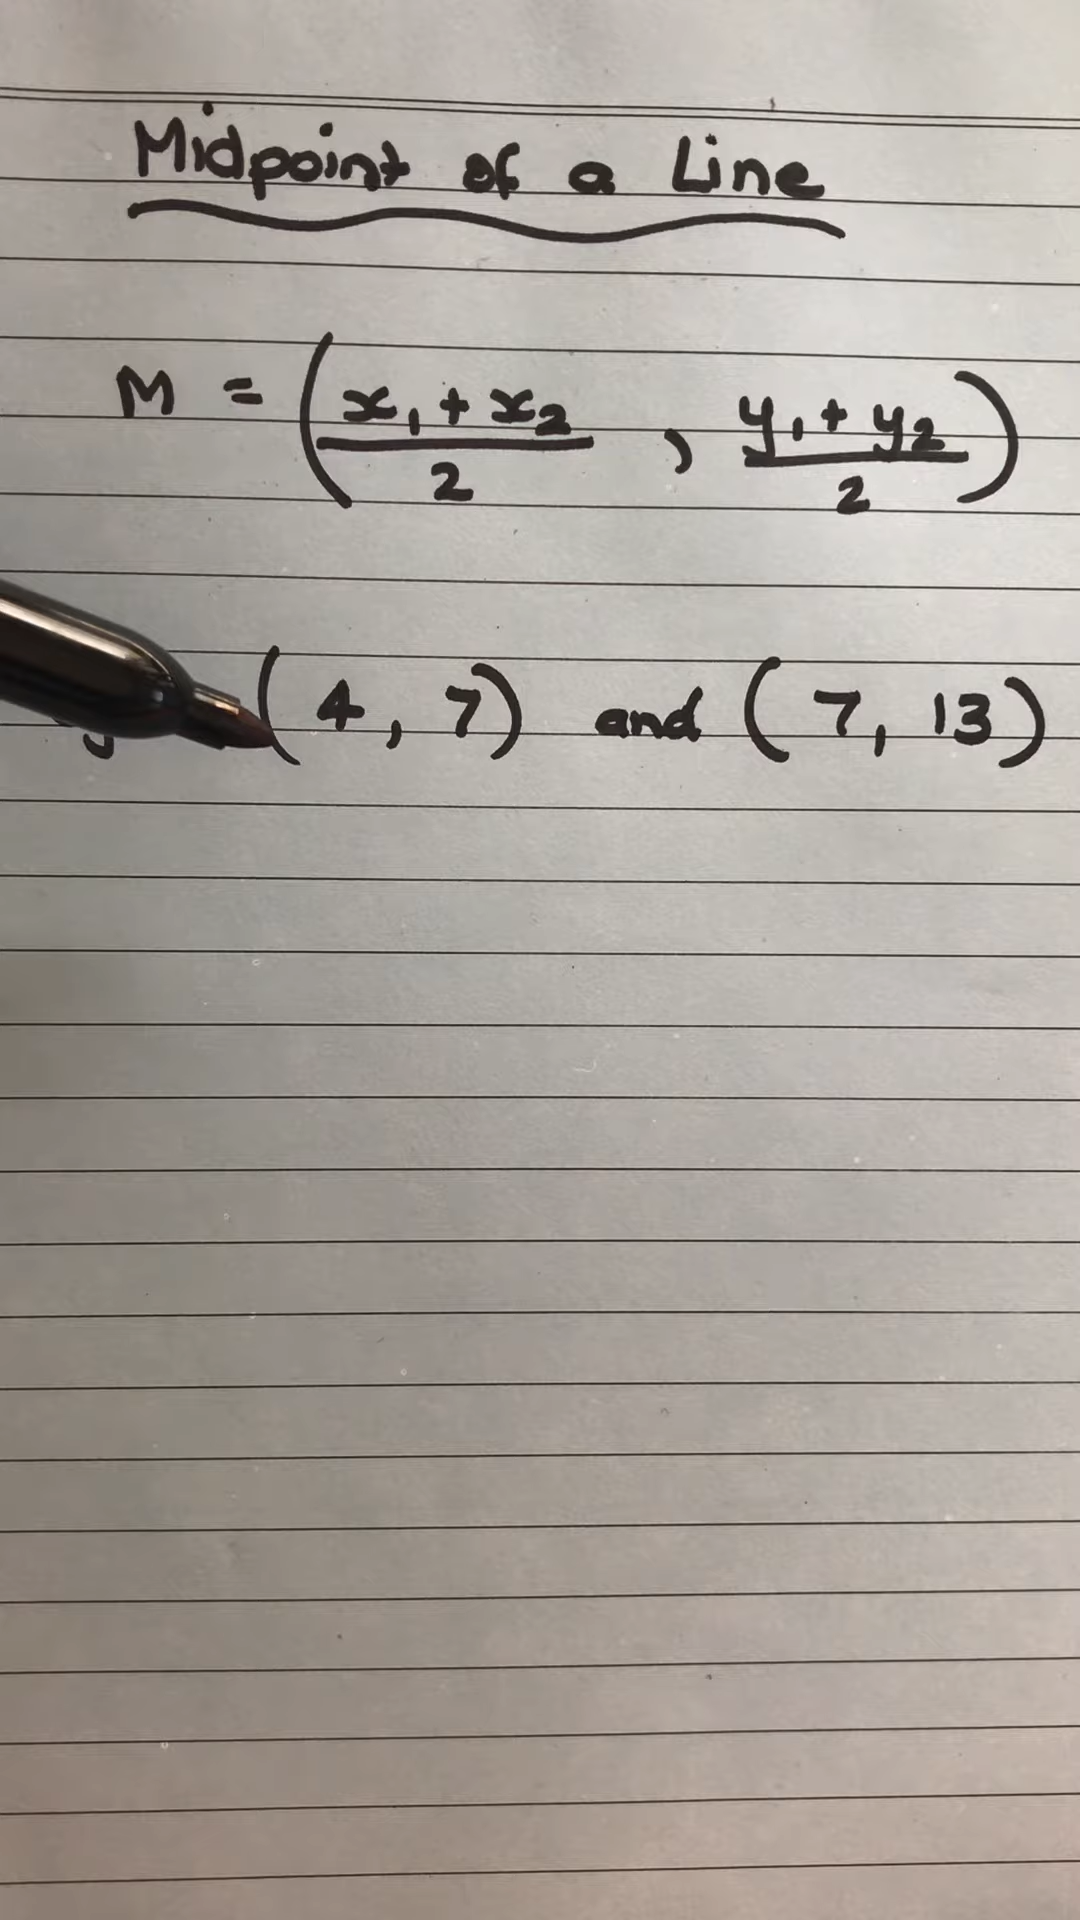 Midpoint of a Line
M = (x₁ + x₂ / 2 , y₁ + y₂ / 2)
(4, 7) and (7, 13)